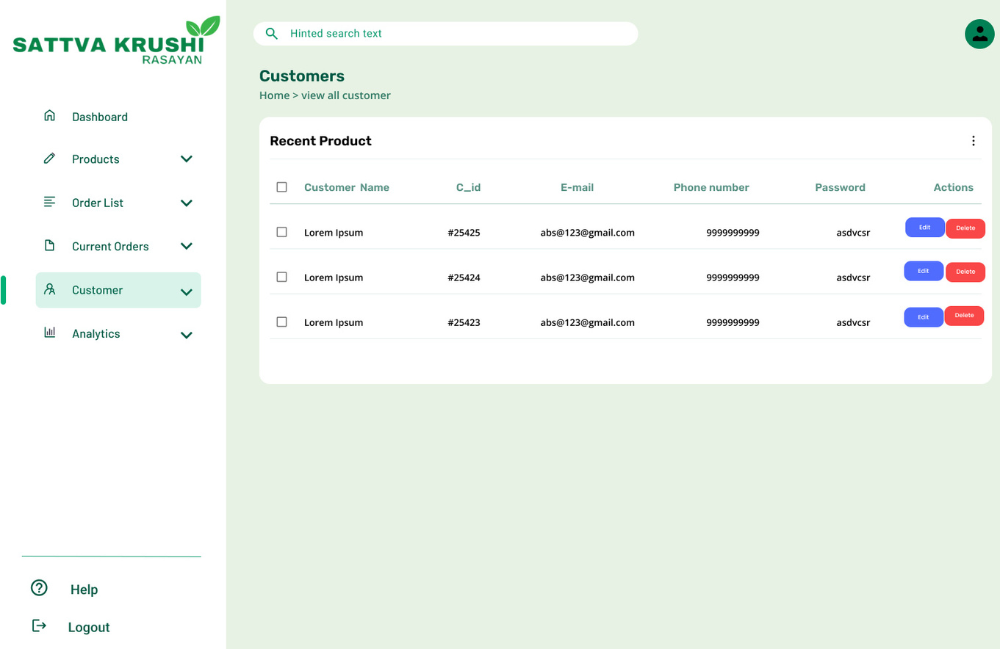 SATTVA KRUSHI
RASAYAN
Hinted search text
Customers
Home > view all customer
Dashboard
Products
Order List
Current Orders
Customer
Analytics
Recent Product
Customer Name C_id E-mail Phone number Password Actions
Lorem Ipsum #25425 abs@123@gmail.com 9999999999 asdvcsr Edit Delete
Lorem Ipsum #25424 abs@123@gmail.com 9999999999 asdvcsr Edit Delete
Lorem Ipsum #25423 abs@123@gmail.com 9999999999 asdvcsr Edit Delete
Help
Logout